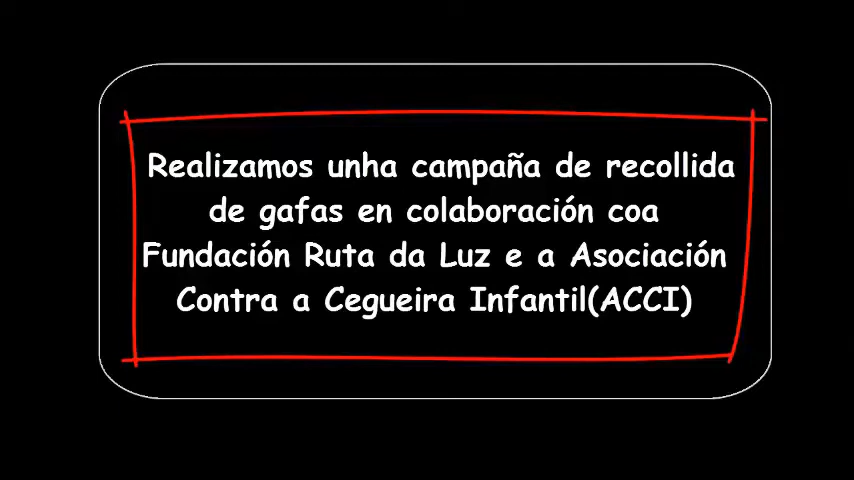 Realizamos unha campaña de recollida
de gafas en colaboración coa
Fundación Ruta da Luz e a Asociación
Contra a Cegueira Infantil(ACCI)